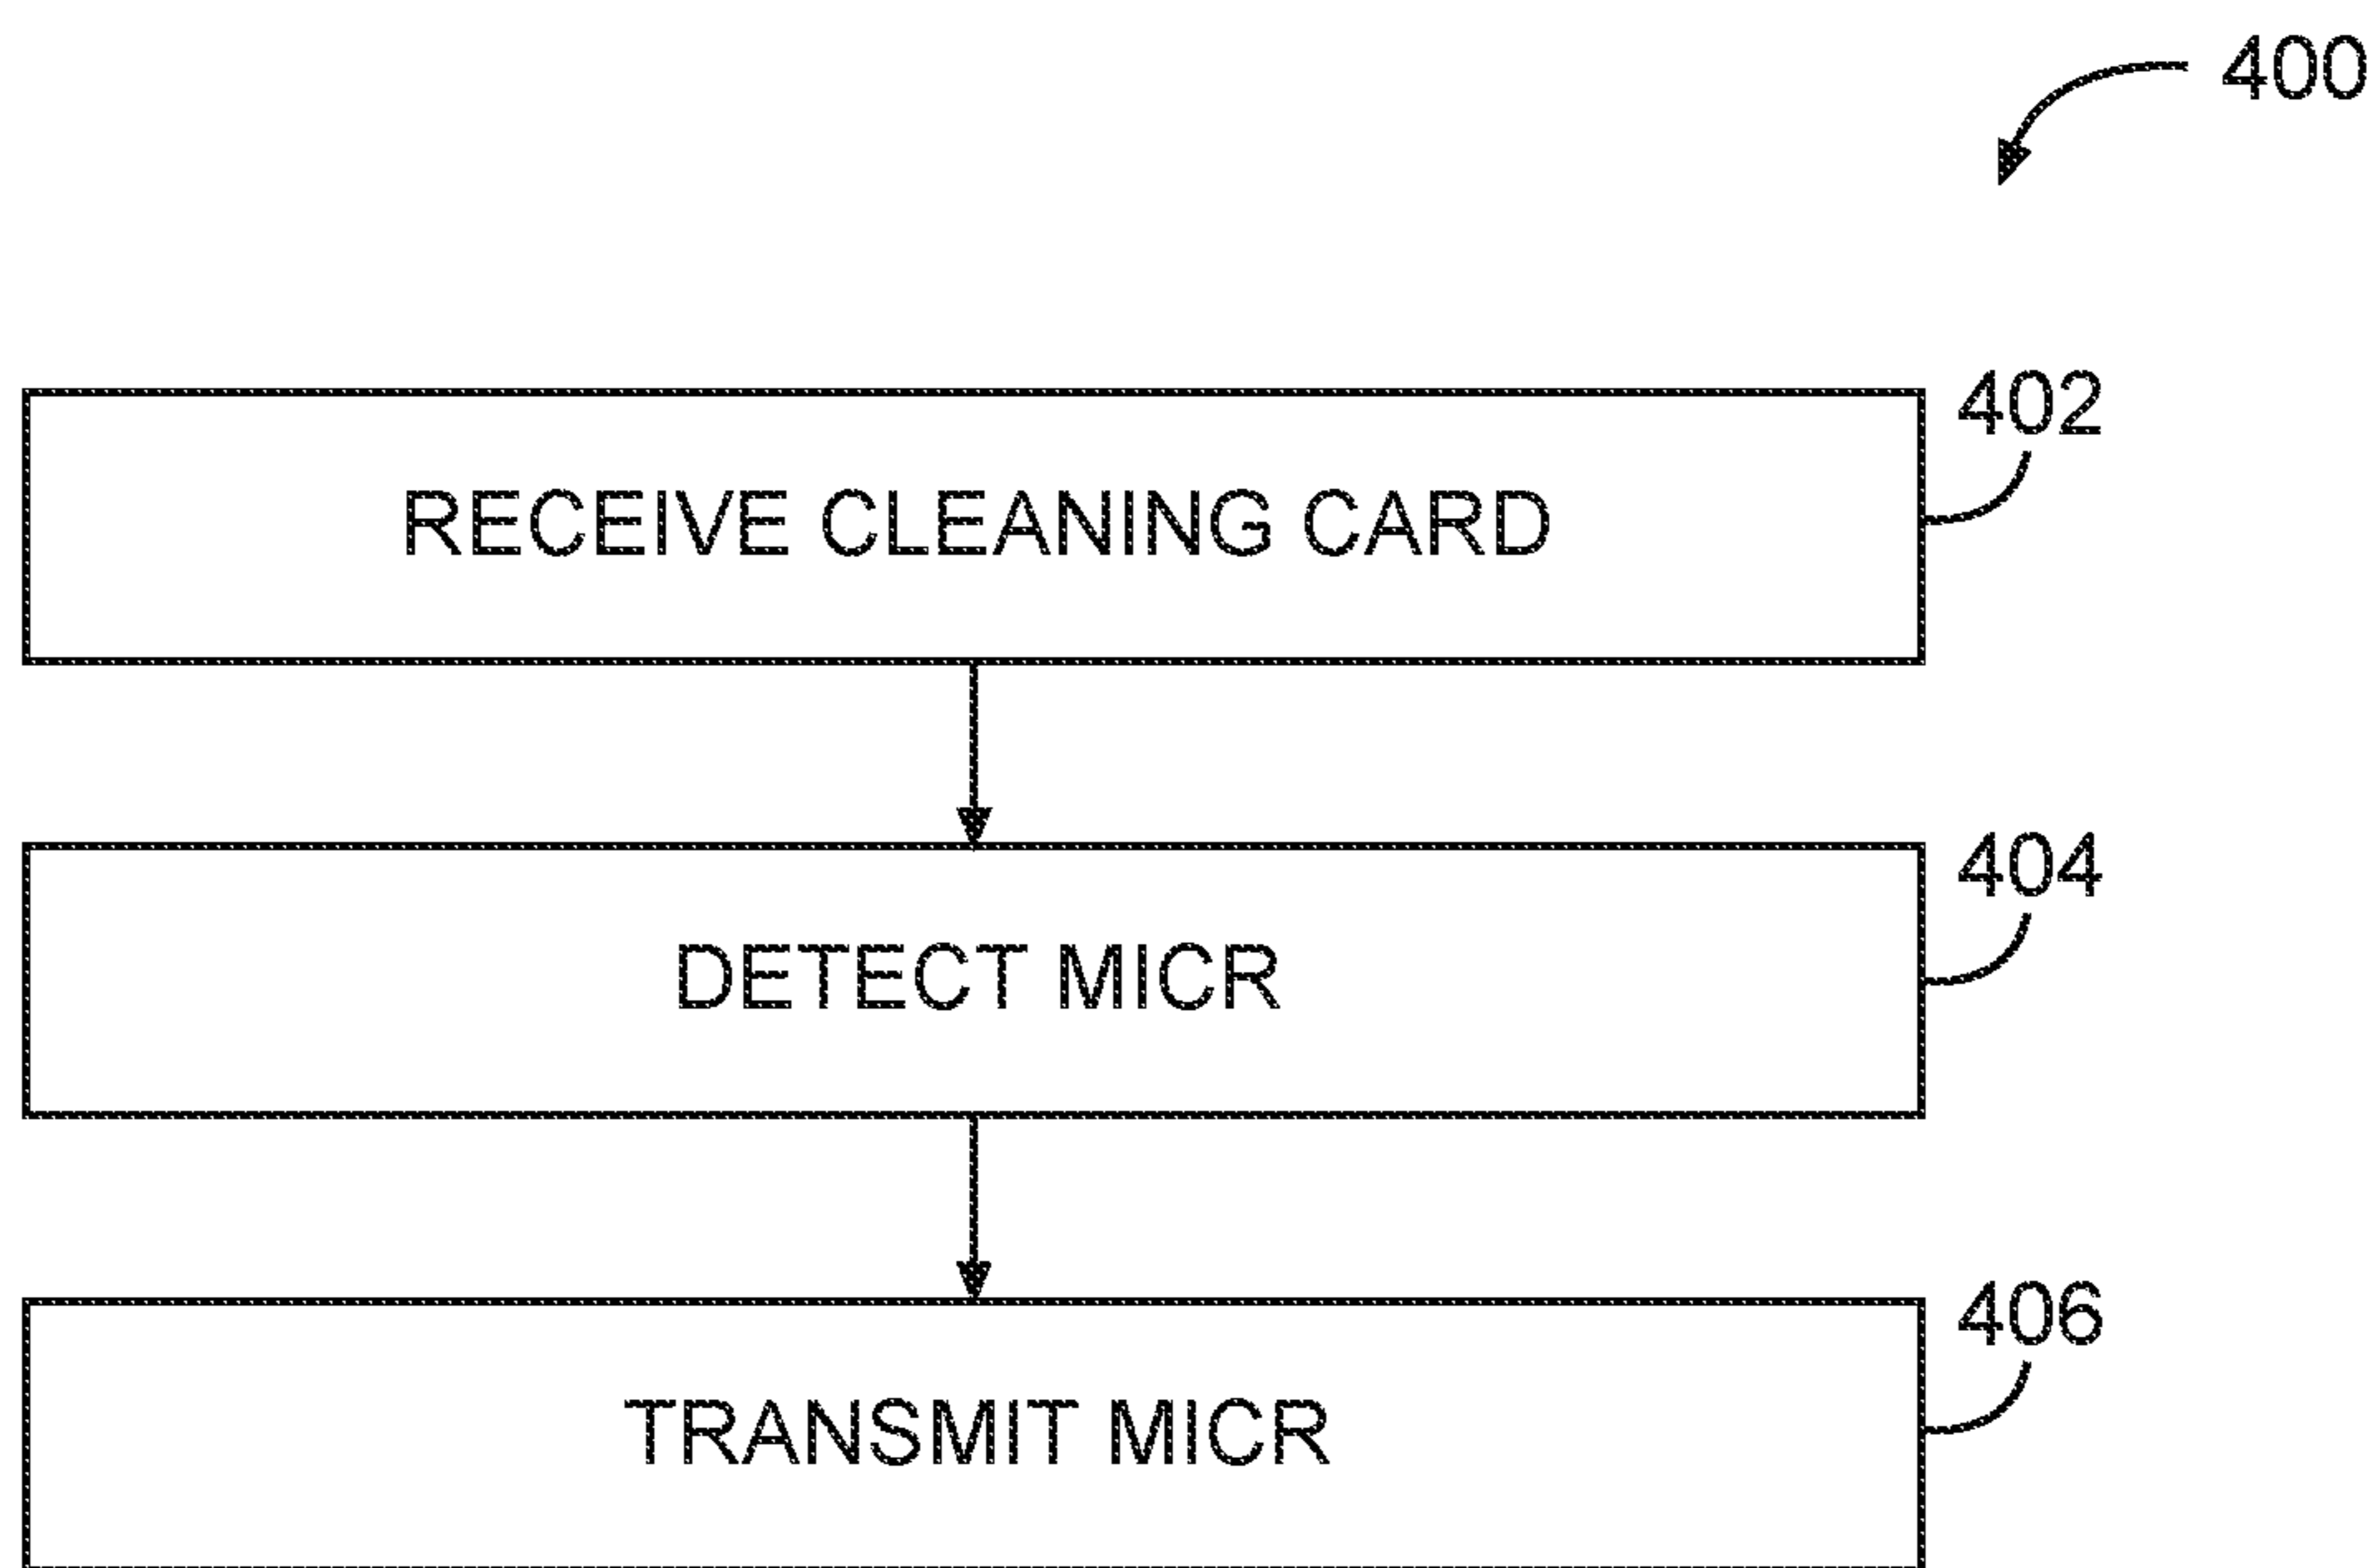 400
402
RECEIVE CLEANING CARD
404
DETECT MICR
406
TRANSMIT MICR